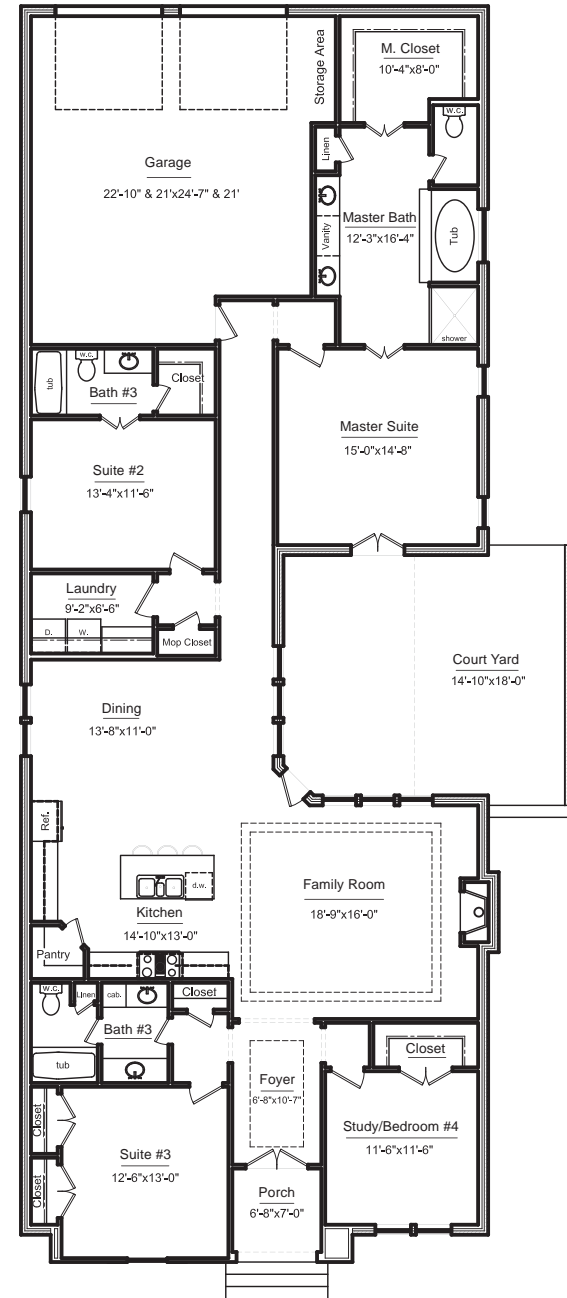 Storage Area
M. Closet
10'-4"x8'-0"
w.c.
Garage
22'-10" & 21'x24'-7" & 21'
Linen
Vanity
Master Bath
12'-3"x16'-4"
Tub
shower
w.c.
tub
Bath #3
Closet
Master Suite
15'-0"x14'-8"
Suite #2
13'-4"x11'-6"
Laundry
9'-2"x6'-6"
D.
W.
Mop Closet
Court Yard
14'-10"x18'-0"
Dining
13'-8"x11'-0"
Ref.
d.w.
Family Room
18'-9"x16'-0"
Kitchen
14'-10"x13'-0"
Pantry
w.c.
Linen
cab.
Closet
Bath #3
tub
Closet
Foyer
6'-8"x10'-7"
Closet
Closet
Suite #3
12'-6"x13'-0"
Study/Bedroom #4
11'-6"x11'-6"
Porch
6'-8"x7'-0"